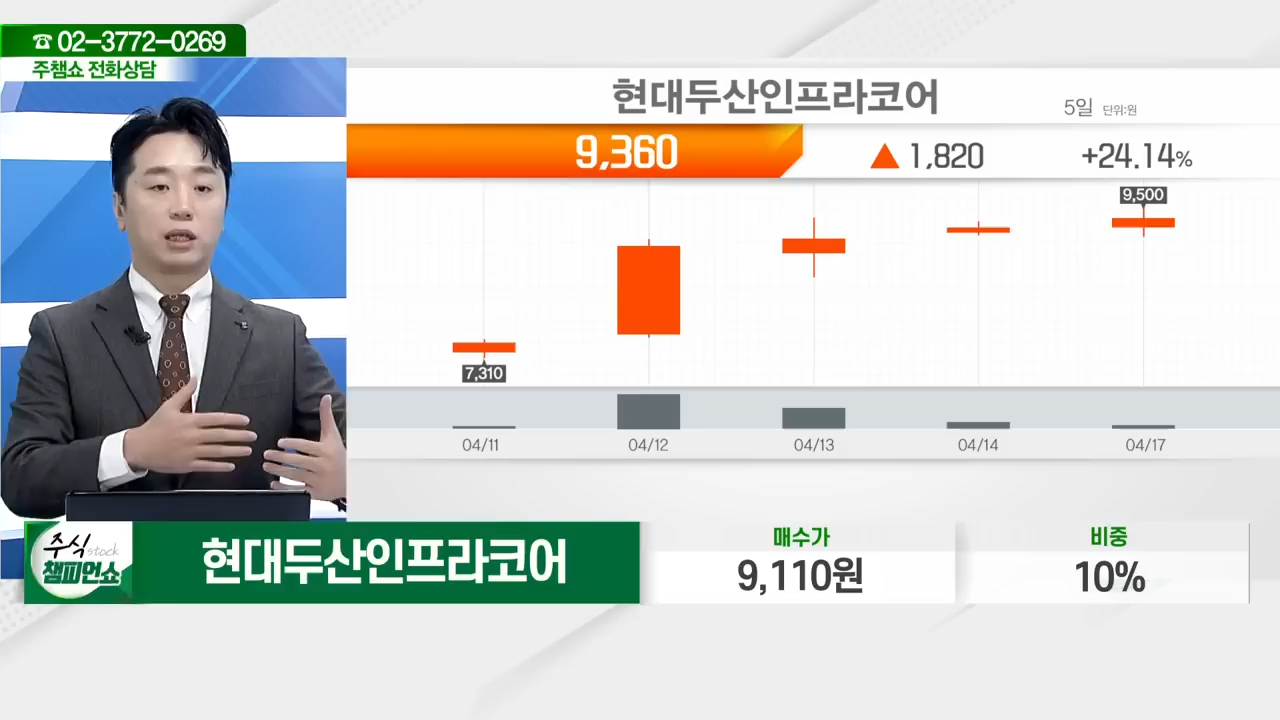 ☎ 02-3772-0269
주챔쇼 전화상담
현대두산인프라코어
5일 단위:원
9,360 ▲ 1,820 +24.14%
9,500
7,310
04/11 04/12 04/13 04/14 04/17
주식 stock
챔피언쇼
현대두산인프라코어
매수가 비중
9,110원 10%